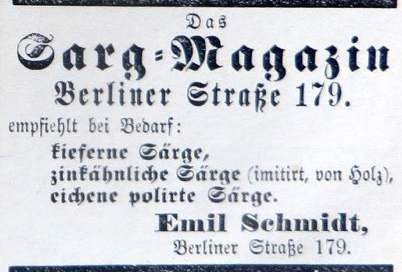 Das
Sarg=Magazin
Berliner Straße 179.
empfiehlt bei Bedarf:
kieferne Särge,
zinkähnliche Särge (imitirt, von Holz),
eichene polirte Särge.
Emil Schmidt,
Berliner Straße 179.